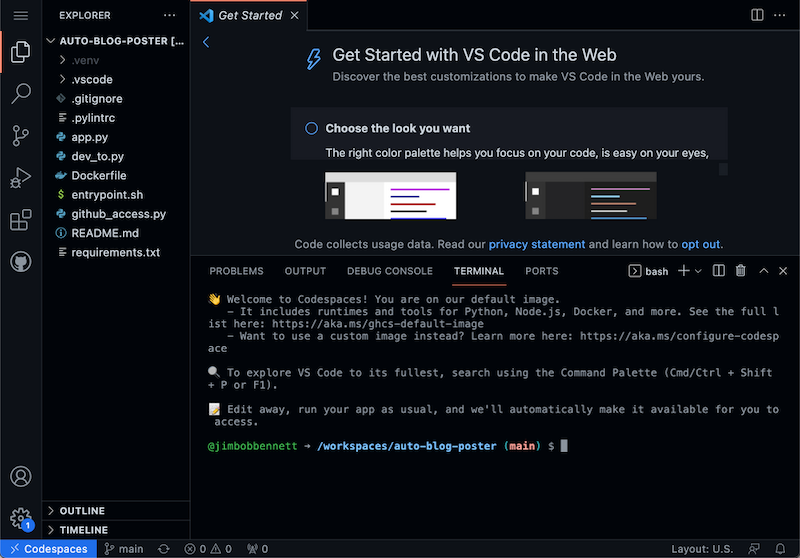 EXPLORER
AUTO-BLOG-POSTER [...
.venv
.vscode
.gitignore
.pylintrc
app.py
dev_to.py
Dockerfile
$ entrypoint.sh
github_access.py
README.md
requirements.txt
OUTLINE
TIMELINE
Get Started
Get Started with VS Code in the Web
Discover the best customizations to make VS Code in the Web yours.
Choose the look you want
The right color palette helps you focus on your code, is easy on your eyes,
Code collects usage data. Read our privacy statement and learn how to opt out.
PROBLEMS OUTPUT DEBUG CONSOLE TERMINAL PORTS bash
👋 Welcome to Codespaces! You are on our default image.
- It includes runtimes and tools for Python, Node.js, Docker, and more. See the full l
ist here: https://aka.ms/ghcs-default-image
- Want to use a custom image instead? Learn more here: https://aka.ms/configure-codesp
ace
🔍 To explore VS Code to its fullest, search using the Command Palette (Cmd/Ctrl + Shift
+ P or F1).
📝 Edit away, run your app as usual, and we'll automatically make it available for you to
access.
@jimbobbennett → /workspaces/auto-blog-poster (main) $
1
Codespaces main 0 0 0 Layout: U.S.